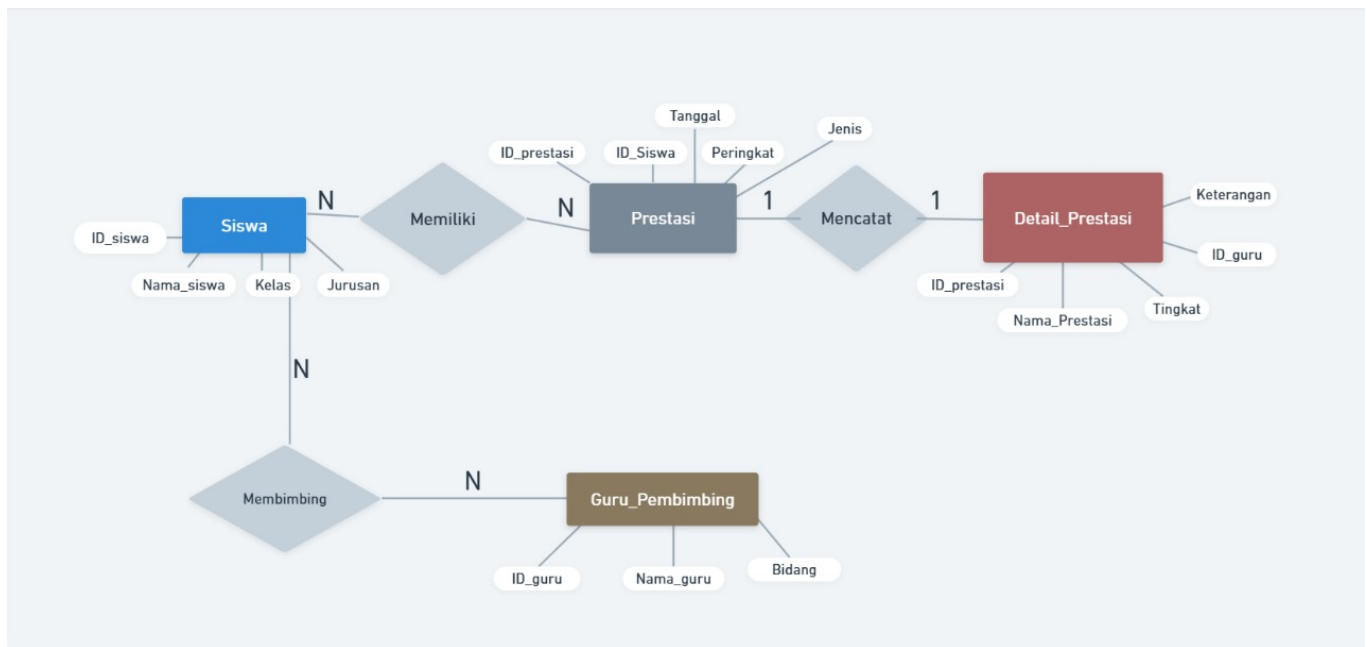 Tanggal
Jenis
ID_prestasi
ID_Siswa
Peringkat
N
Memiliki
N
Prestasi
1
Mencatat
1
Detail_Prestasi
Keterangan
Siswa
ID_siswa
Nama_siswa
Kelas
Jurusan
ID_guru
ID_prestasi
Nama_Prestasi
Tingkat
N
Membimbing
N
Guru_Pembimbing
ID_guru
Nama_guru
Bidang